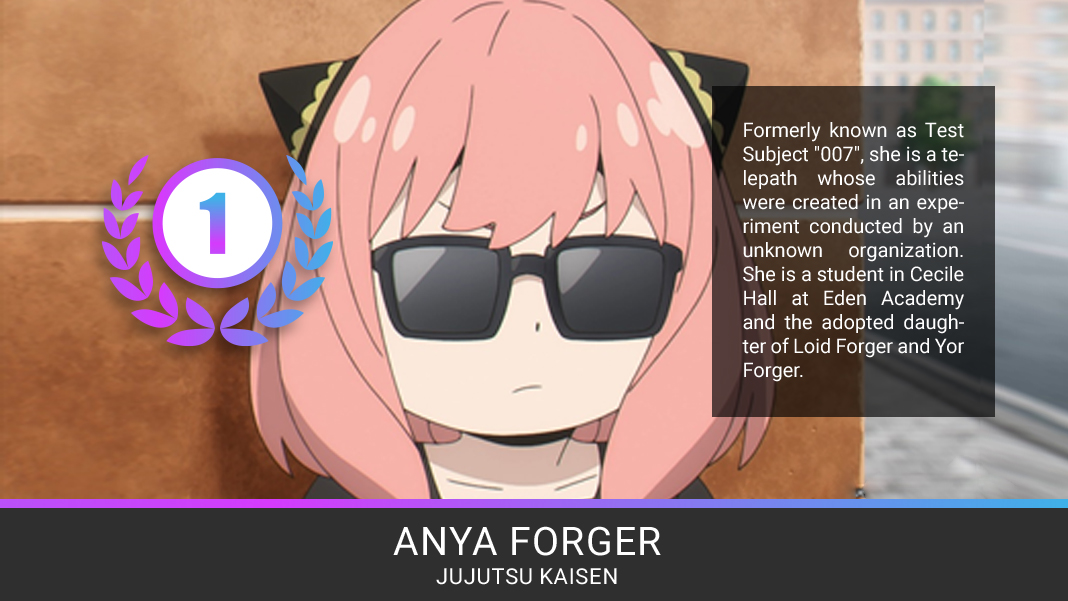 1
Formerly known as Test
Subject "007", she is a te-
lepath whose abilities
were created in an expe-
riment conducted by an
unknown organization.
She is a student in Cecile
Hall at Eden Academy
and the adopted daugh-
ter of Loid Forger and Yor
Forger.
ANYA FORGER
JUJUTSU KAISEN